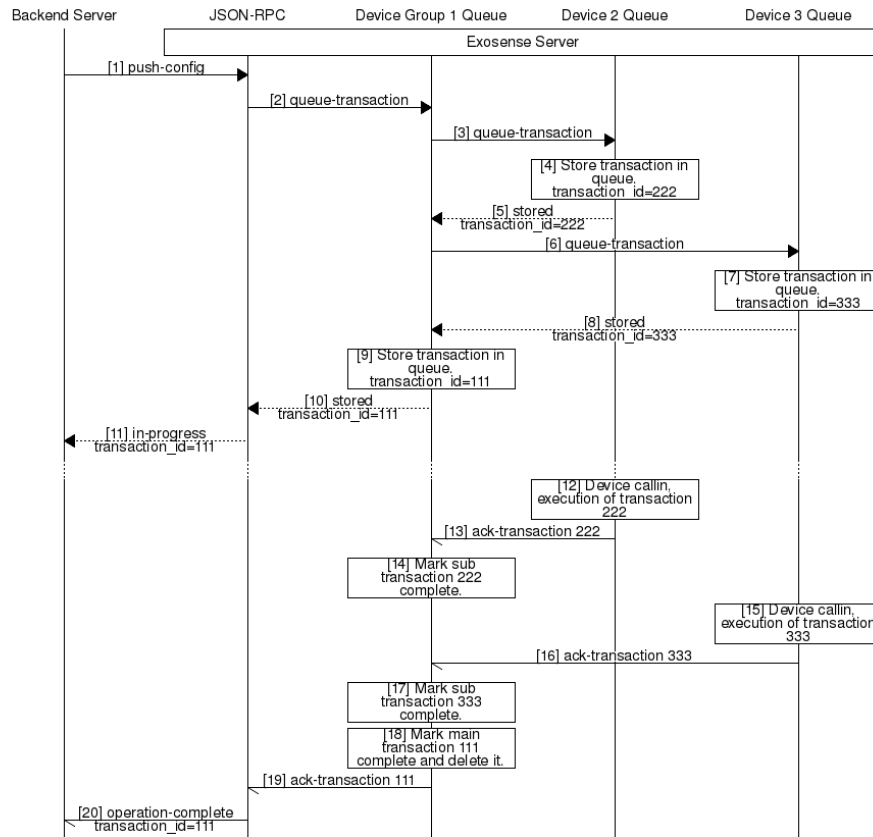 Backend Server JSON-RPC Device Group 1 Queue Device 2 Queue Device 3 Queue
Exosense Server
[1] push-config
[2] queue-transaction
[3] queue-transaction
[4] Store transaction in
queue.
transaction_id=222
[5] stored
transaction_id=222
[6] queue-transaction
[7] Store transaction in
queue.
transaction_id=333
[8] stored
transaction_id=333
[9] Store transaction in
queue.
transaction_id=111
[10] stored
transaction_id=111
[11] in-progress
transaction_id=111
[12] Device callin,
execution of transaction
222
[13] ack-transaction 222
[14] Mark sub
transaction 222
complete.
[15] Device callin,
execution of transaction
333
[16] ack-transaction 333
[17] Mark sub
transaction 333
complete.
[18] Mark main
transaction 111
complete and delete it.
[19] ack-transaction 111
[20] operation-complete
transaction_id=111